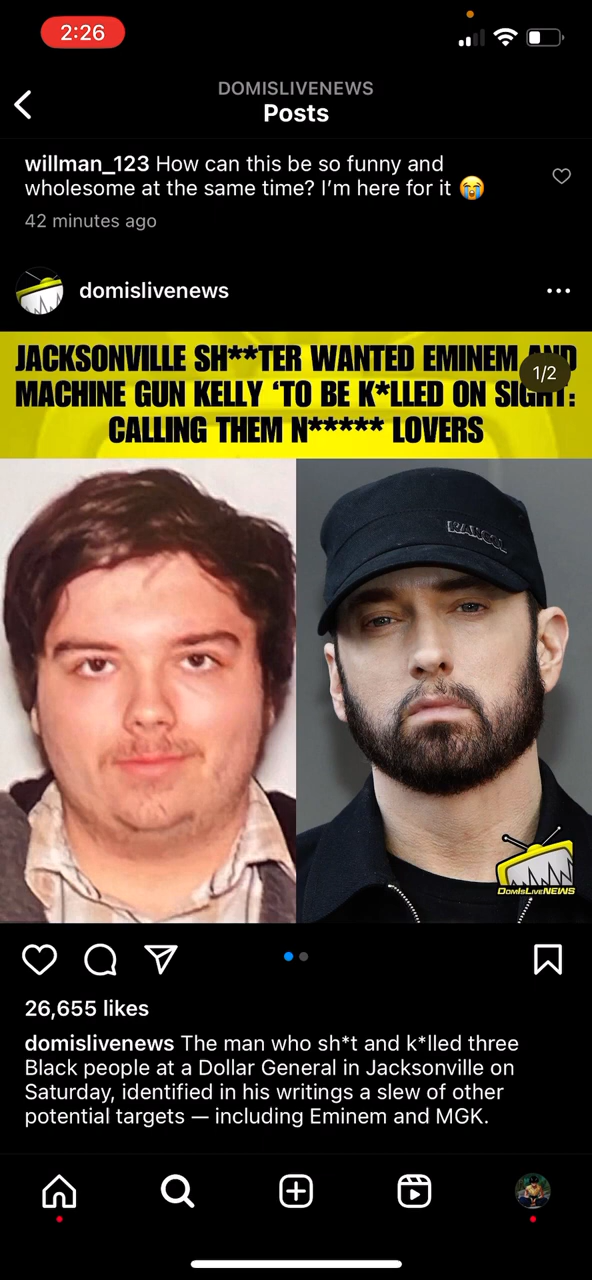 2:26
DOMISLIVENEWS
Posts
willman_123 How can this be so funny and
wholesome at the same time? I'm here for it 😭
42 minutes ago
domislivenews
JACKSONVILLE SH**TER WANTED EMINEM AND
1/2
MACHINE GUN KELLY ‘TO BE K*LLED ON SIGHT:
CALLING THEM N***** LOVERS
KANGOL
DOMISLIVENEWS
26,655 likes
domislivenews The man who sh*t and k*lled three
Black people at a Dollar General in Jacksonville on
Saturday, identified in his writings a slew of other
potential targets — including Eminem and MGK.